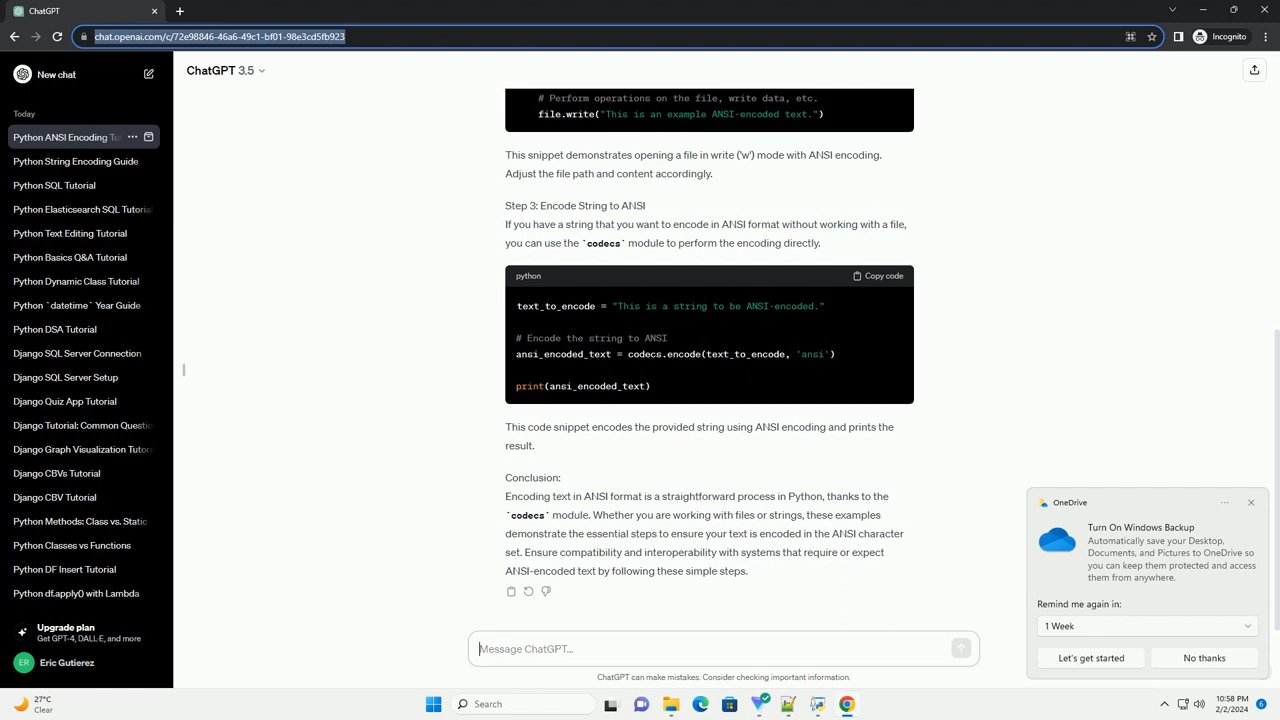 ChatGPT
chat.openai.com/c/72e98846-46a6-49c1-bf01-98e3cd5fb923
Incognito
New chat
Today
Python ANSI Encoding Tut
Python String Encoding Guide
Python SQL Tutorial
Python Elasticsearch SQL Tutorial
Python Text Editing Tutorial
Python Basics Q&A Tutorial
Python Dynamic Class Tutorial
Python `datetime` Year Guide
Python DSA Tutorial
Django SQL Server Connection
Django SQL Server Setup
Django Quiz App Tutorial
Django Tutorial: Common Questio
Django Graph Visualization Tutori
Django CBV Tutorial
Django CBV Tutorial
Python Methods: Class vs. Static
Python Classes vs Functions
Python DF Insert Tutorial
Python df.apply() with Lambda
Upgrade plan
Get GPT-4, DALL·E, and more
ER
Eric Gutierrez
ChatGPT 3.5
# Perform operations on the file, write data, etc.
file.write("This is an example ANSI-encoded text.")
This snippet demonstrates opening a file in write ('w') mode with ANSI encoding.
Adjust the file path and content accordingly.
Step 3: Encode String to ANSI
If you have a string that you want to encode in ANSI format without working with a file,
you can use the `codecs` module to perform the encoding directly.
python
Copy code
text_to_encode = "This is a string to be ANSI-encoded."
# Encode the string to ANSI
ansi_encoded_text = codecs.encode(text_to_encode, 'ansi')
print(ansi_encoded_text)
This code snippet encodes the provided string using ANSI encoding and prints the
result.
Conclusion:
Encoding text in ANSI format is a straightforward process in Python, thanks to the
`codecs` module. Whether you are working with files or strings, these examples
demonstrate the essential steps to ensure your text is encoded in the ANSI character
set. Ensure compatibility and interoperability with systems that require or expect
ANSI-encoded text by following these simple steps.
Message ChatGPT...
ChatGPT can make mistakes. Consider checking important information.
OneDrive
Turn On Windows Backup
Automatically save your Desktop,
Documents, and Pictures to OneDrive so
you can keep them protected and access
them from anywhere.
Remind me again in:
1 Week
Let's get started
No thanks
27°C
Clear
Search
10:58 PM
2/2/2024
6